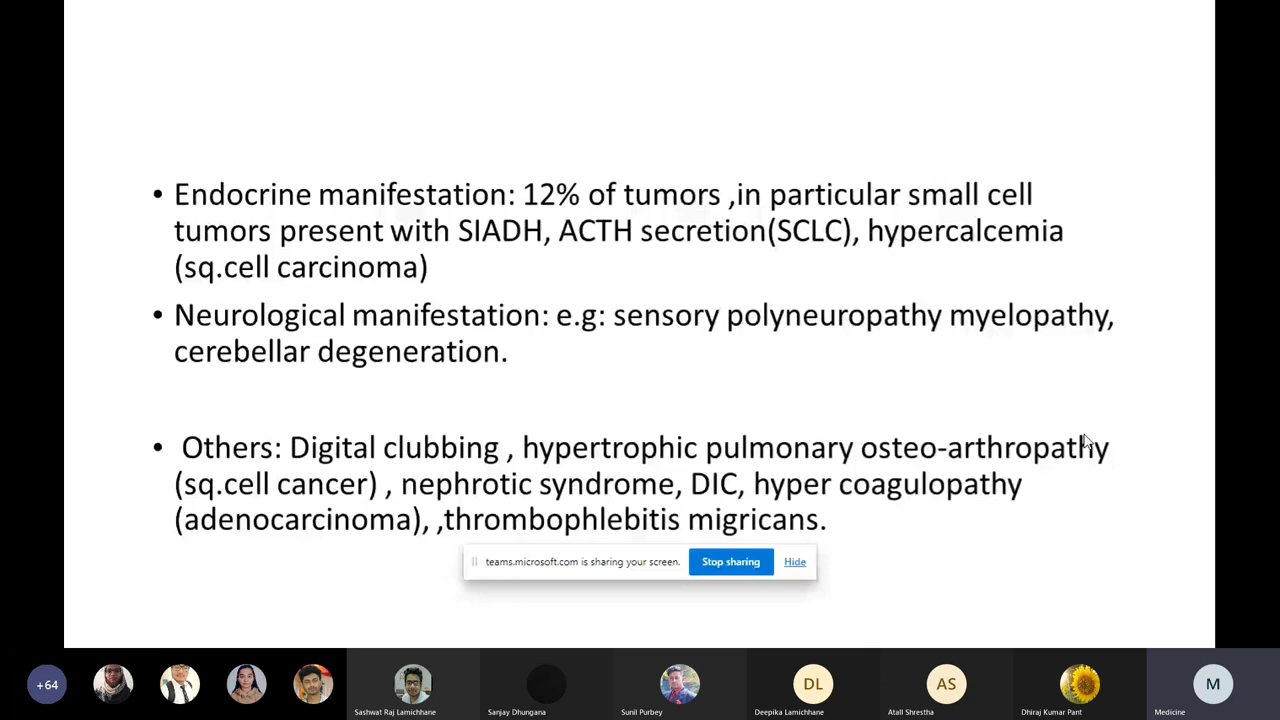 • Endocrine manifestation: 12% of tumors ,in particular small cell
tumors present with SIADH, ACTH secretion(SCLC), hypercalcemia
(sq.cell carcinoma)
• Neurological manifestation: e.g: sensory polyneuropathy myelopathy,
cerebellar degeneration.
• Others: Digital clubbing , hypertrophic pulmonary osteo-arthropathy
(sq.cell cancer) , nephrotic syndrome, DIC, hyper coagulopathy
(adenocarcinoma), ,thrombophlebitis migricans.
teams.microsoft.com is sharing your screen. Stop sharing Hide
+64 DL AS M
Sashwat Raj Lamichhane Sanjay Dhungana Sunil Purbey Deepika Lamichhane Atall Shrestha Dhiraj Kumar Pant Medicine